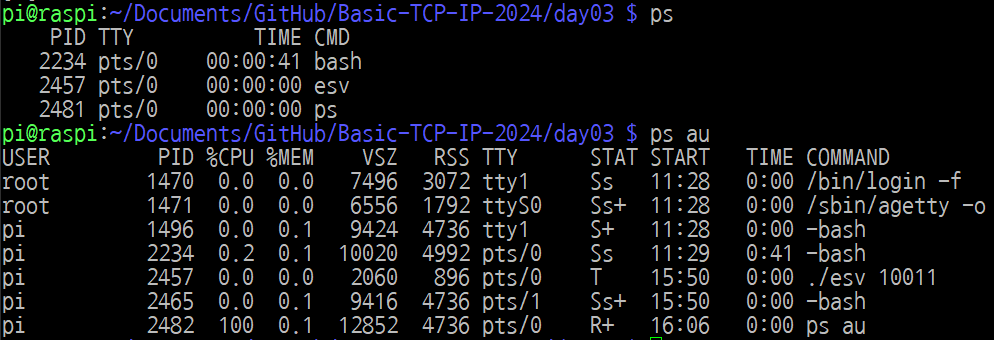 pi@raspi:~/Documents/GitHub/Basic-TCP-IP-2024/day03 $ ps
    PID TTY          TIME CMD
   2234 pts/0    00:00:41 bash
   2457 pts/0    00:00:00 esv
   2481 pts/0    00:00:00 ps
pi@raspi:~/Documents/GitHub/Basic-TCP-IP-2024/day03 $ ps au
USER         PID %CPU %MEM    VSZ   RSS TTY      STAT START   TIME COMMAND
root        1470  0.0  0.0   7496  3072 tty1     Ss   11:28   0:00 /bin/login -f
root        1471  0.0  0.0   6556  1792 ttyS0    Ss+  11:28   0:00 /sbin/agetty -o
pi          1496  0.0  0.1   9424  4736 tty1     S+   11:28   0:00 -bash
pi          2234  0.2  0.1  10020  4992 pts/0    Ss   11:29   0:41 -bash
pi          2457  0.0  0.0   2060   896 pts/0    T    15:50   0:00 ./esv 10011
pi          2465  0.0  0.1   9416  4736 pts/1    Ss+  15:50   0:00 -bash
pi          2482  100  0.1  12852  4736 pts/0    R+   16:06   0:00 ps au